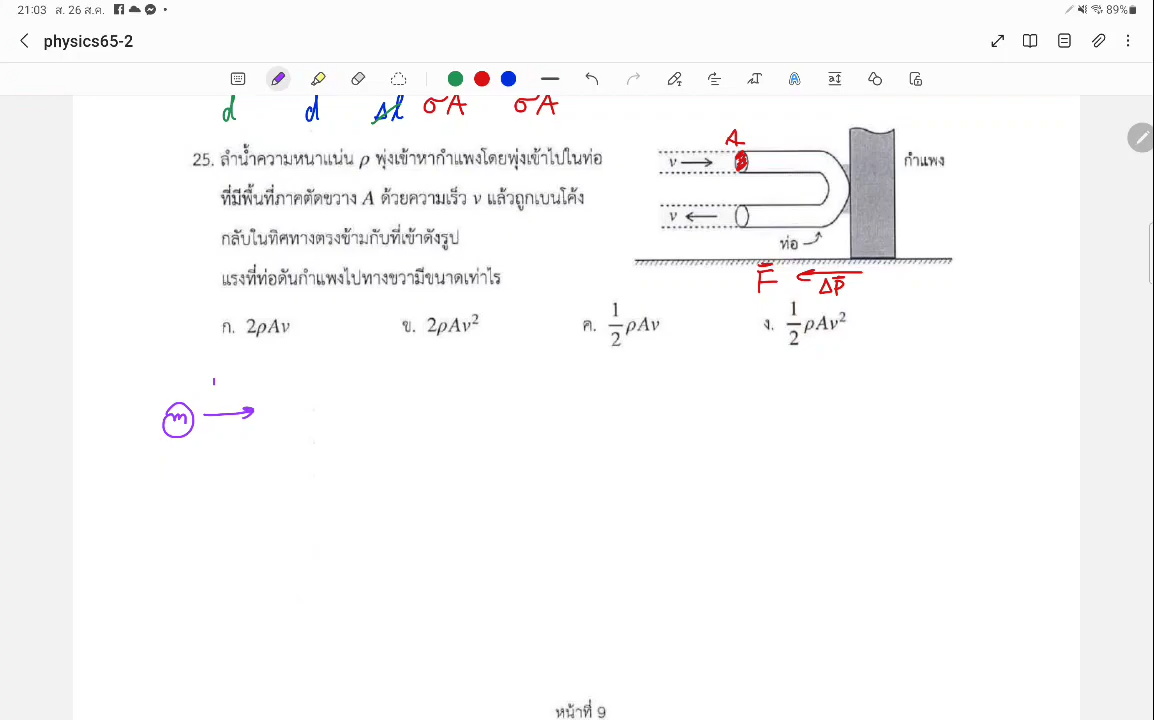 21:03 ส. 26 ส.ค. 89%
physics65-2
d d Δl σA σA
25. ลำน้ำความหนาแน่น ρ พุ่งเข้าหากำแพงโดยพุ่งเข้าไปในท่อ
ที่มีพื้นที่ภาคตัดขวาง A ด้วยความเร็ว v แล้วถูกเบนโค้ง
กลับในทิศทางตรงข้ามกับที่เข้าดังรูป
แรงที่ท่อดันกำแพงไปทางขวามีขนาดเท่าไร
A
v
กำแพง
v
ท่อ
F̅ Δp̅
ก. 2ρAv ข. 2ρAv² ค. 1/2 ρAv ง. 1/2 ρAv²
m
หน้าที่ 9